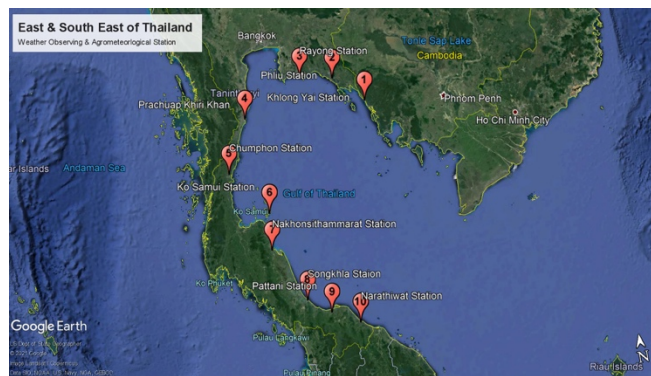 East & South East of Thailand
Weather Observing & Agrometeorlogical Station
Bangkok
Rayong Station
3
2
Tonle Sap Lake
Cambodia
Phliu Station
1
Khlong Yai Station
Phnom Penh
4
Prachuap Khiri Khan
Ho Chi Minh City
Chumphon Station
5
Andaman Sea
Ko Samui Station
6
Gulf of Thailand
Ko Samui
Nakhonsithammarat Station
7
Songkhla Staion
8
Ko Phuket
Pattani Station
9
Narathiwat Station
10
Google Earth
Pulau Langkawi
N
Pulau Pinang
Riau Islands